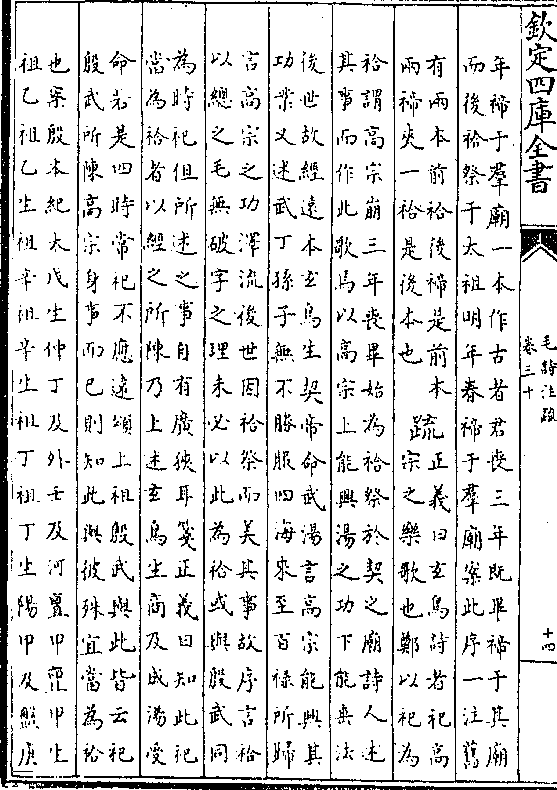 欽定四庫全書
毛詩注疏
卷三十
十四
年禘于羣廟一本作古者君喪三年既畢禘于其廟
而後祫祭于太祖明年春禘于羣廟案此序一注舊
有兩本前祫後禘是前本
兩禘夾一祫是後本也
疏
正義曰玄鳥詩者祀高
宗之樂歌也鄭以祀為
祫謂高宗崩三年喪畢始為祫祭於契之廟詩人述
其事而作此歌焉以高宗上能興湯之功下能垂法
後世故經遠本玄鳥生契帝命武湯言高宗能興其
功業又述武丁孫子無不勝服四海來至百祿所歸
言高宗之功澤流後世因祫祭而美其事故序言祫
以總之毛無破字之理未必以此為祫或與殷武同
為時祀但所述之事自有廣狹耳箋正義曰知此祀
當為祫者以經之所陳乃上述玄鳥生商及成湯受
命若是四時常祀不應遠頌上祖殷武與此皆云祀
殷武所陳高宗身事而已則知此與彼殊宜當為祫
也案殷本紀太戊生仲丁及外壬及河亶甲亶甲生
祖乙祖乙生祖辛祖辛生祖丁祖丁生陽甲及盤庚